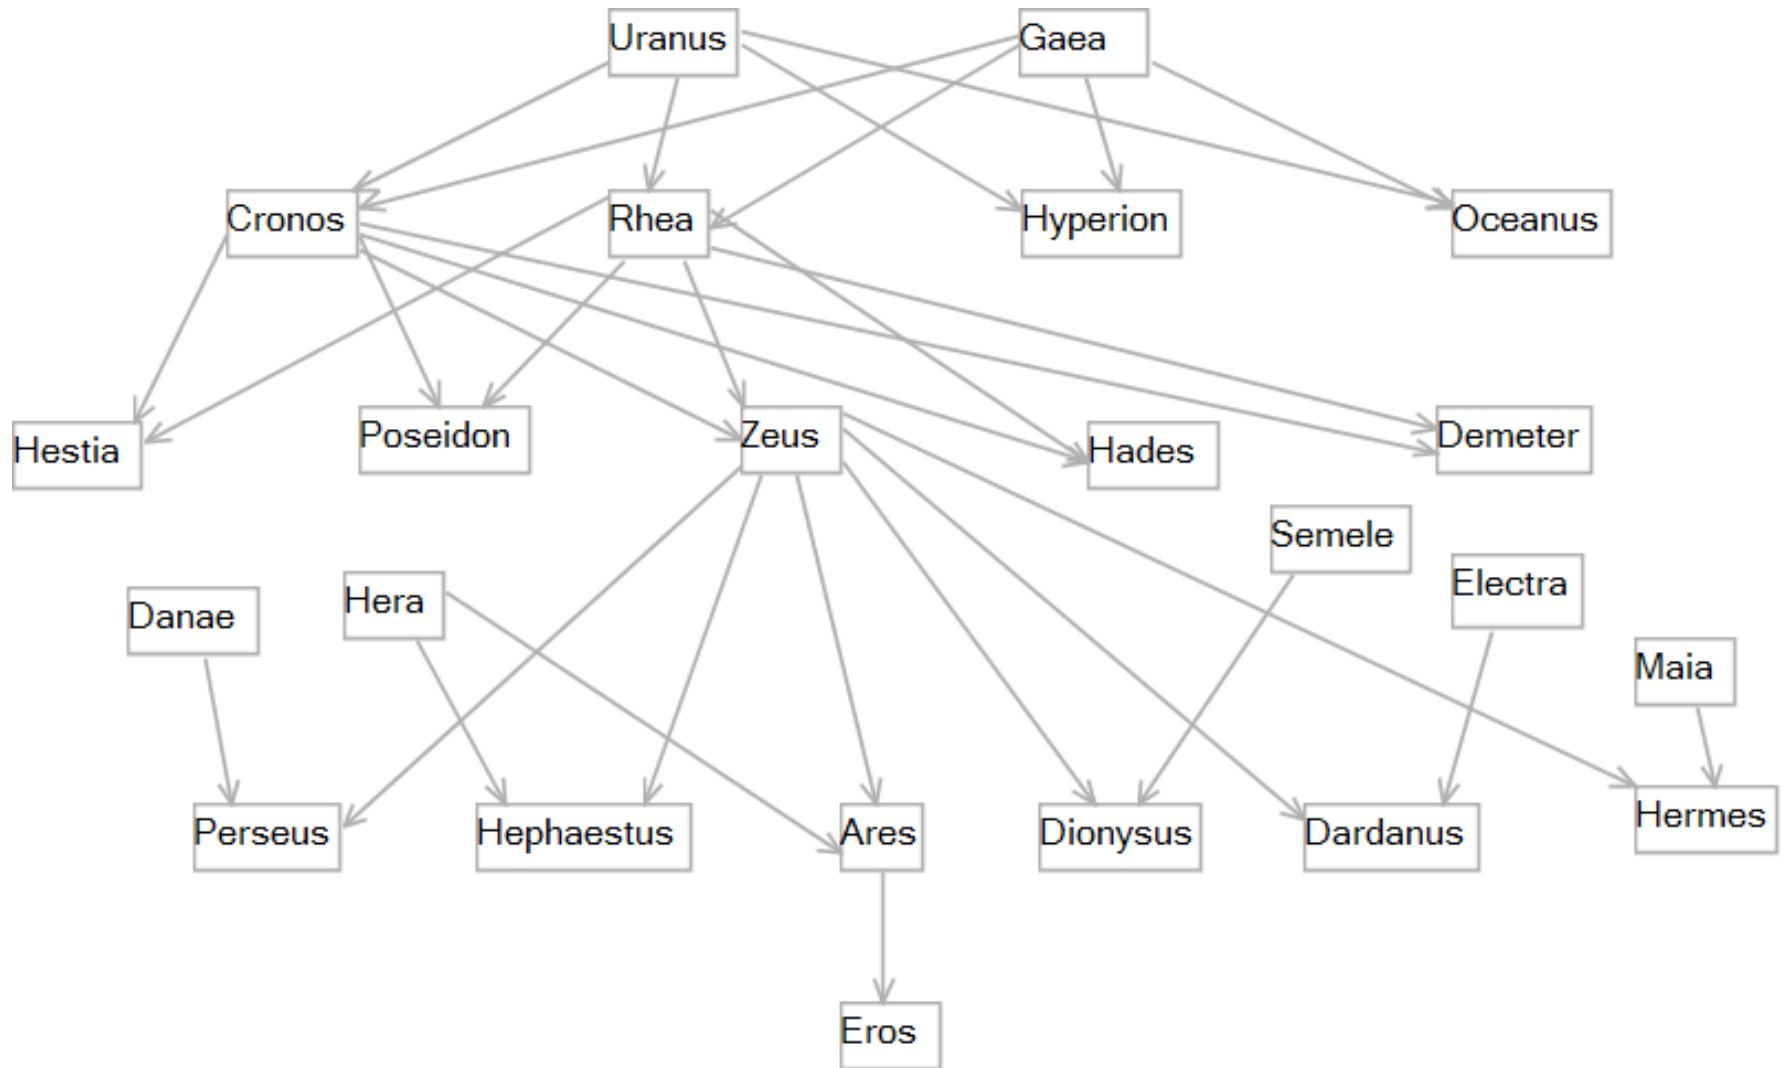 Uranus
Gaea
Cronos
Rhea
Hyperion
Oceanus
Hestia
Poseidon
Zeus
Hades
Demeter
Semele
Electra
Danae
Hera
Maia
Perseus
Hephaestus
Ares
Dionysus
Dardanus
Hermes
Eros